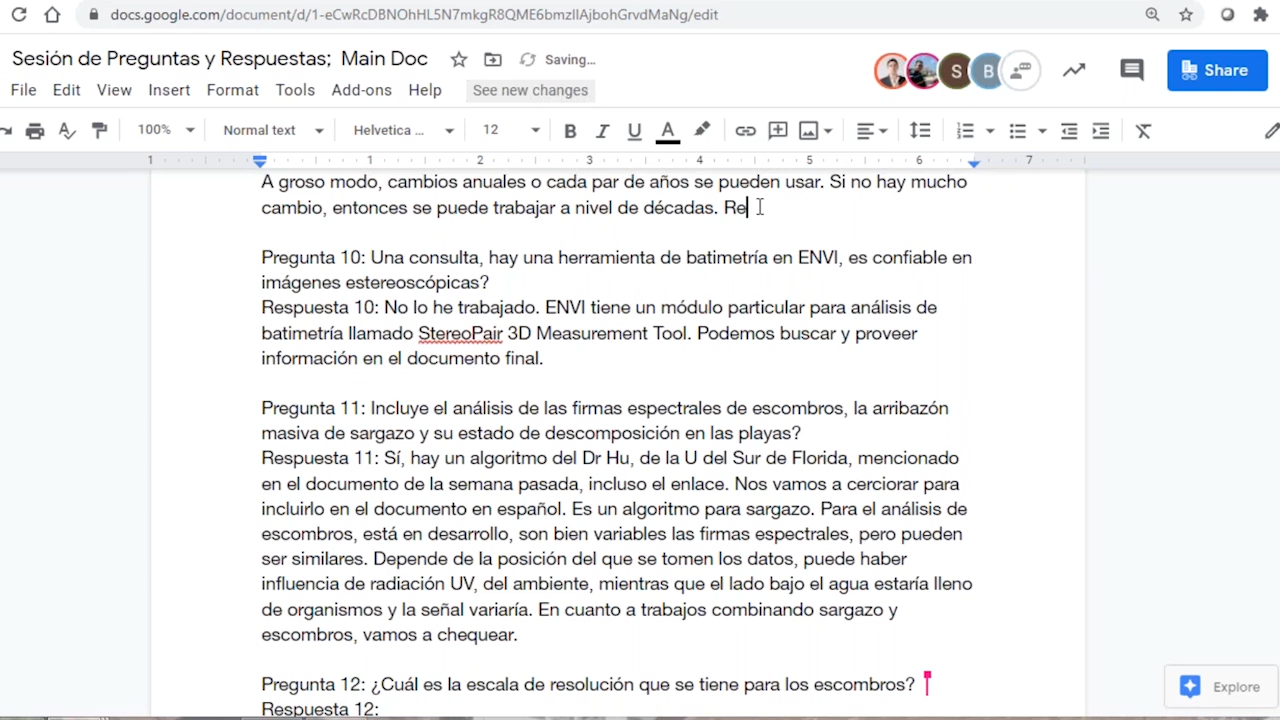 docs.google.com/document/d/1-eCwRcDBNOhHL5N7mkgR8QME6bmzIIAjbohGrvdMaNg/edit
Sesión de Preguntas y Respuestas; Main Doc
Saving...
S
B
Share
File Edit View Insert Format Tools Add-ons Help See new changes
100% Normal text Helvetica ... 12 B I U A
1 1 2 3 4 5 6 7
A groso modo, cambios anuales o cada par de años se pueden usar. Si no hay mucho
cambio, entonces se puede trabajar a nivel de décadas. Re
Pregunta 10: Una consulta, hay una herramienta de batimetría en ENVI, es confiable en
imágenes estereoscópicas?
Respuesta 10: No lo he trabajado. ENVI tiene un módulo particular para análisis de
batimetría llamado StereoPair 3D Measurement Tool. Podemos buscar y proveer
información en el documento final.
Pregunta 11: Incluye el análisis de las firmas espectrales de escombros, la arribazón
masiva de sargazo y su estado de descomposición en las playas?
Respuesta 11: Sí, hay un algoritmo del Dr Hu, de la U del Sur de Florida, mencionado
en el documento de la semana pasada, incluso el enlace. Nos vamos a cerciorar para
incluirlo en el documento en español. Es un algoritmo para sargazo. Para el análisis de
escombros, está en desarrollo, son bien variables las firmas espectrales, pero pueden
ser similares. Depende de la posición del que se tomen los datos, puede haber
influencia de radiación UV, del ambiente, mientras que el lado bajo el agua estaría lleno
de organismos y la señal variaría. En cuanto a trabajos combinando sargazo y
escombros, vamos a chequear.
Pregunta 12: ¿Cuál es la escala de resolución que se tiene para los escombros?
Respuesta 12:
Explore